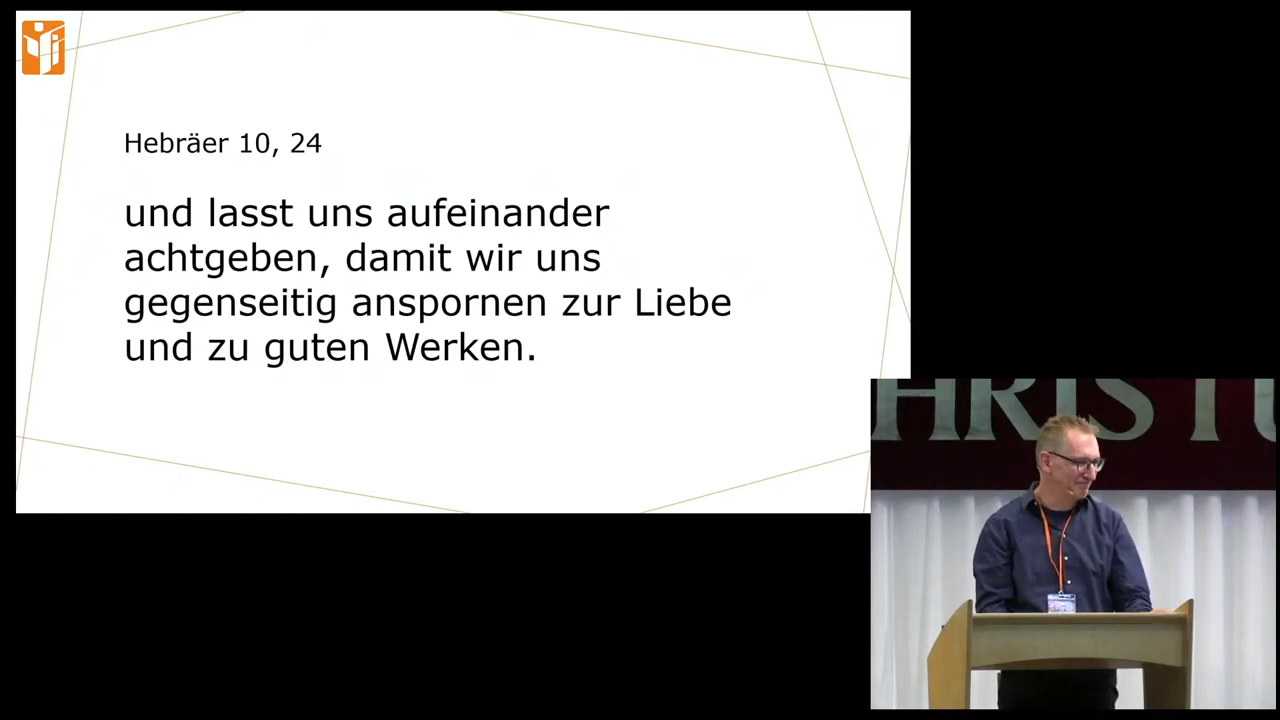 Hebräer 10, 24
und lasst uns aufeinander
achtgeben, damit wir uns
gegenseitig anspornen zur Liebe
und zu guten Werken.
HRISTU